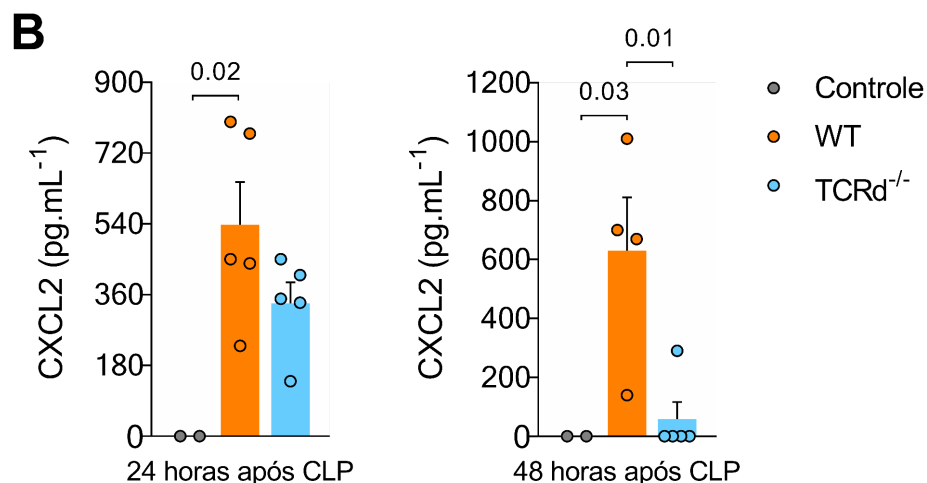 B
0.02
900
720
540
360
180
0
CXCL2 (pg.mL-1)
24 horas após CLP
0.01
0.03
1200
1000
800
600
400
200
0
CXCL2 (pg.mL-1)
48 horas após CLP
Controle
WT
TCRd-/-